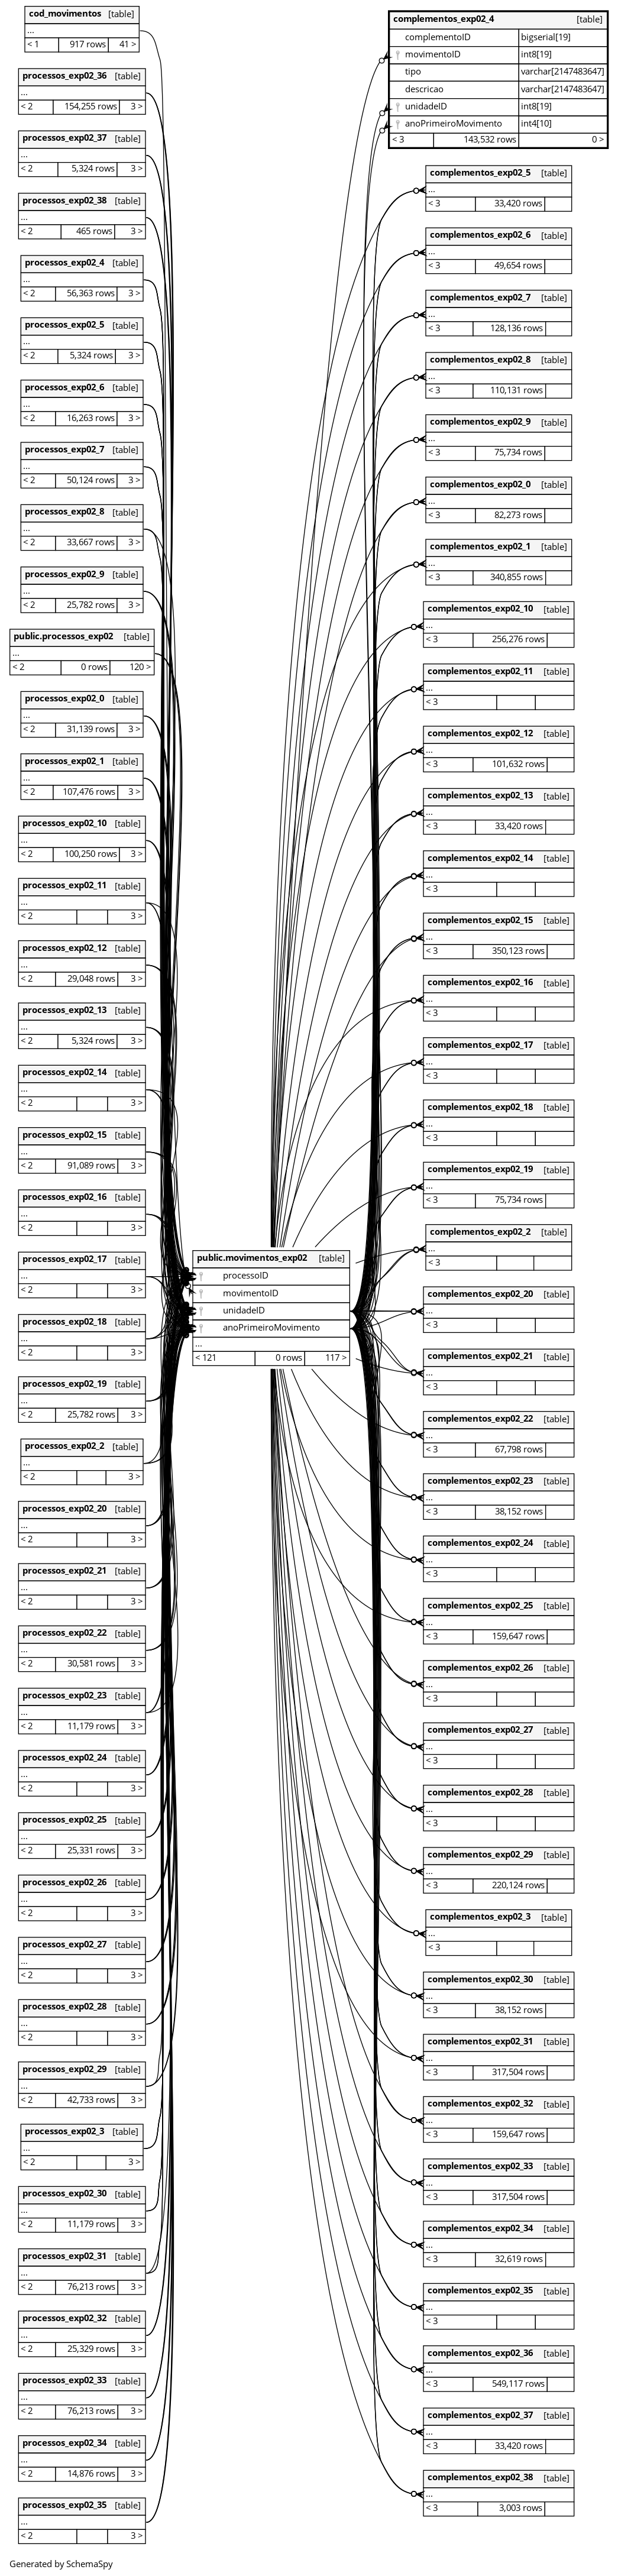 cod_movimentos [table]
...
< 1 917 rows 41 >
processos_exp02_36 [table]
...
< 2 154,255 rows 3 >
processos_exp02_37 [table]
...
< 2 5,324 rows 3 >
processos_exp02_38 [table]
...
< 2 465 rows 3 >
processos_exp02_4 [table]
...
< 2 56,363 rows 3 >
processos_exp02_5 [table]
...
< 2 5,324 rows 3 >
processos_exp02_6 [table]
...
< 2 16,263 rows 3 >
processos_exp02_7 [table]
...
< 2 50,124 rows 3 >
processos_exp02_8 [table]
...
< 2 33,667 rows 3 >
processos_exp02_9 [table]
...
< 2 25,782 rows 3 >
public.processos_exp02 [table]
...
< 2 0 rows 120 >
processos_exp02_0 [table]
...
< 2 31,139 rows 3 >
processos_exp02_1 [table]
...
< 2 107,476 rows 3 >
processos_exp02_10 [table]
...
< 2 100,250 rows 3 >
processos_exp02_11 [table]
...
< 2 3 >
processos_exp02_12 [table]
...
< 2 29,048 rows 3 >
processos_exp02_13 [table]
...
< 2 5,324 rows 3 >
processos_exp02_14 [table]
...
< 2 3 >
processos_exp02_15 [table]
...
< 2 91,089 rows 3 >
processos_exp02_16 [table]
...
< 2 3 >
processos_exp02_17 [table]
...
< 2 3 >
processos_exp02_18 [table]
...
< 2 3 >
processos_exp02_19 [table]
...
< 2 25,782 rows 3 >
processos_exp02_2 [table]
...
< 2 3 >
processos_exp02_20 [table]
...
< 2 3 >
processos_exp02_21 [table]
...
< 2 3 >
processos_exp02_22 [table]
...
< 2 30,581 rows 3 >
processos_exp02_23 [table]
...
< 2 11,179 rows 3 >
processos_exp02_24 [table]
...
< 2 3 >
processos_exp02_25 [table]
...
< 2 25,331 rows 3 >
processos_exp02_26 [table]
...
< 2 3 >
processos_exp02_27 [table]
...
< 2 3 >
processos_exp02_28 [table]
...
< 2 3 >
processos_exp02_29 [table]
...
< 2 42,733 rows 3 >
processos_exp02_3 [table]
...
< 2 3 >
processos_exp02_30 [table]
...
< 2 11,179 rows 3 >
processos_exp02_31 [table]
...
< 2 76,213 rows 3 >
processos_exp02_32 [table]
...
< 2 25,329 rows 3 >
processos_exp02_33 [table]
...
< 2 76,213 rows 3 >
processos_exp02_34 [table]
...
< 2 14,876 rows 3 >
processos_exp02_35 [table]
...
< 2 3 >
public.movimentos_exp02 [table]
processoID
movimentoID
unidadeID
anoPrimeiroMovimento
...
< 121 0 rows 117 >
complementos_exp02_4 [table]
complementoID bigserial[19]
movimentoID int8[19]
tipo varchar[2147483647]
descricao varchar[2147483647]
unidadeID int8[19]
anoPrimeiroMovimento int4[10]
< 3 143,532 rows 0 >
complementos_exp02_5 [table]
...
< 3 33,420 rows
complementos_exp02_6 [table]
...
< 3 49,654 rows
complementos_exp02_7 [table]
...
< 3 128,136 rows
complementos_exp02_8 [table]
...
< 3 110,131 rows
complementos_exp02_9 [table]
...
< 3 75,734 rows
complementos_exp02_0 [table]
...
< 3 82,273 rows
complementos_exp02_1 [table]
...
< 3 340,855 rows
complementos_exp02_10 [table]
...
< 3 256,276 rows
complementos_exp02_11 [table]
...
< 3
complementos_exp02_12 [table]
...
< 3 101,632 rows
complementos_exp02_13 [table]
...
< 3 33,420 rows
complementos_exp02_14 [table]
...
< 3
complementos_exp02_15 [table]
...
< 3 350,123 rows
complementos_exp02_16 [table]
...
< 3
complementos_exp02_17 [table]
...
< 3
complementos_exp02_18 [table]
...
< 3
complementos_exp02_19 [table]
...
< 3 75,734 rows
complementos_exp02_2 [table]
...
< 3
complementos_exp02_20 [table]
...
< 3
complementos_exp02_21 [table]
...
< 3
complementos_exp02_22 [table]
...
< 3 67,798 rows
complementos_exp02_23 [table]
...
< 3 38,152 rows
complementos_exp02_24 [table]
...
< 3
complementos_exp02_25 [table]
...
< 3 159,647 rows
complementos_exp02_26 [table]
...
< 3
complementos_exp02_27 [table]
...
< 3
complementos_exp02_28 [table]
...
< 3
complementos_exp02_29 [table]
...
< 3 220,124 rows
complementos_exp02_3 [table]
...
< 3
complementos_exp02_30 [table]
...
< 3 38,152 rows
complementos_exp02_31 [table]
...
< 3 317,504 rows
complementos_exp02_32 [table]
...
< 3 159,647 rows
complementos_exp02_33 [table]
...
< 3 317,504 rows
complementos_exp02_34 [table]
...
< 3 32,619 rows
complementos_exp02_35 [table]
...
< 3
complementos_exp02_36 [table]
...
< 3 549,117 rows
complementos_exp02_37 [table]
...
< 3 33,420 rows
complementos_exp02_38 [table]
...
< 3 3,003 rows
Generated by SchemaSpy